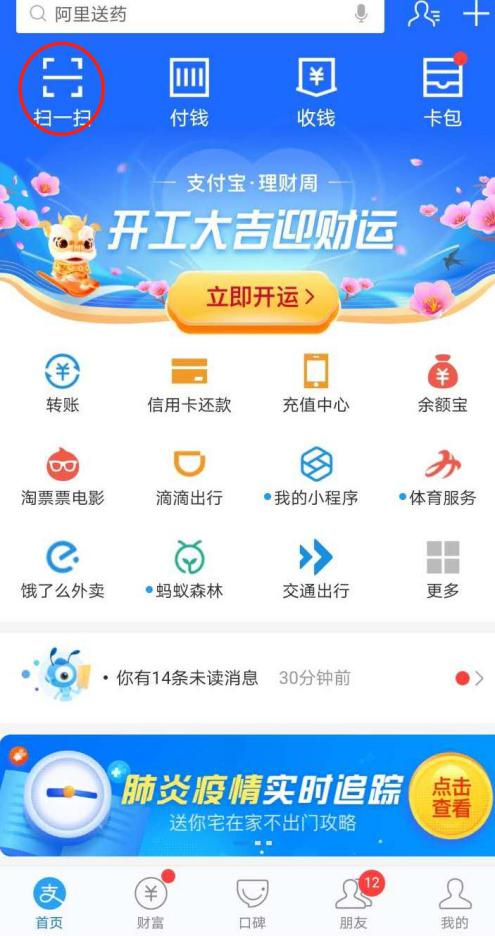 阿里送药
扫一扫
付钱
收钱
卡包
支付宝·理财周
开工大吉迎财运
立即开运>
转账
信用卡还款
充值中心
余额宝
淘票票电影
滴滴出行
我的小程序
体育服务
饿了么外卖
蚂蚁森林
交通出行
更多
· 你有14条未读消息 30分钟前
肺炎疫情实时追踪
送你宅在家不出门攻略
点击
查看
12
支
首页
财富
口碑
朋友
我的